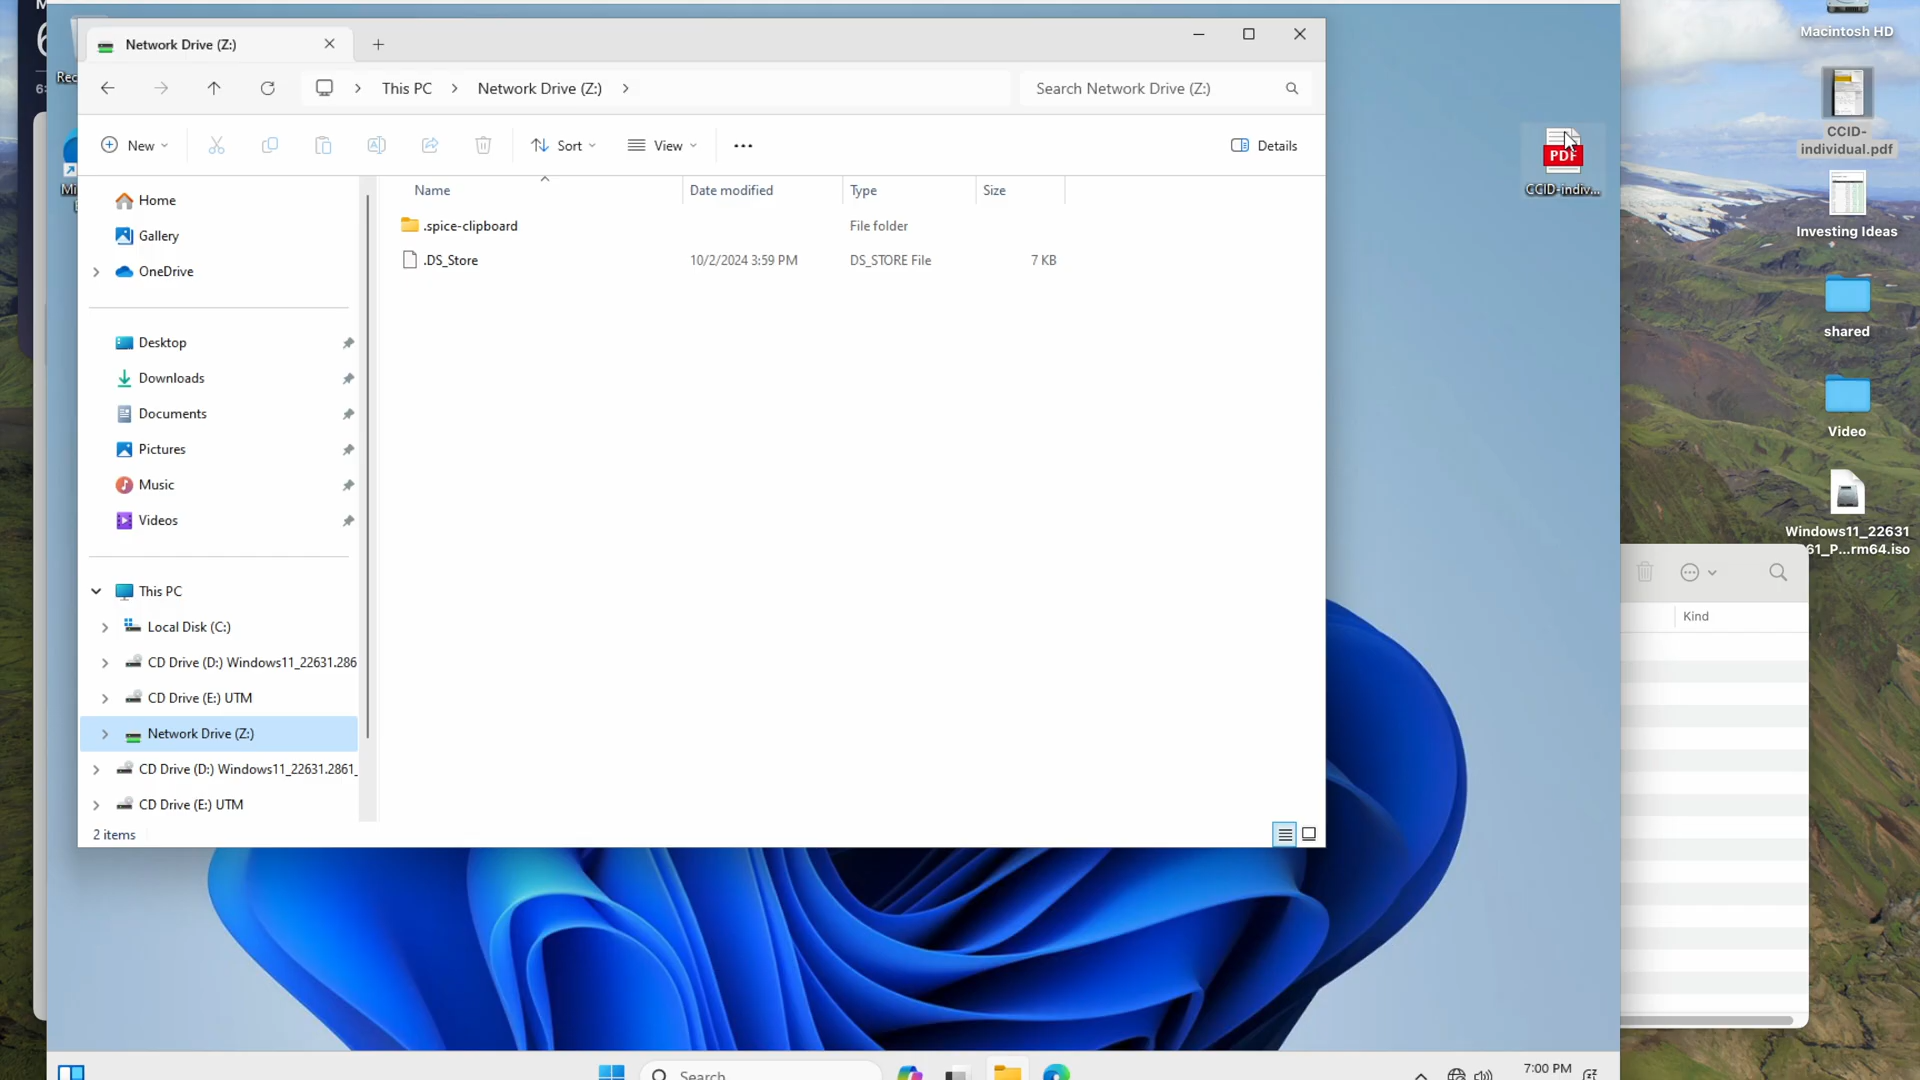 Network Drive (Z:)
This PC
Network Drive (Z:)
Search Network Drive (Z:)
New
Sort
View
Details
Home
Gallery
OneDrive
Desktop
Downloads
Documents
Pictures
Music
Videos
This PC
Local Disk (C:)
CD Drive (D:) Windows11_22631.286
CD Drive (E:) UTM
Network Drive (Z:)
CD Drive (D:) Windows11_22631.2861_
CD Drive (E:) UTM
Name Date modified Type Size
.spice-clipboard File folder
.DS_Store 10/2/2024 3:59 PM DS_STORE File 7 KB
2 items
Rec
Mi
PDF
CCID-indiv...
Macintosh HD
CCID-
individual.pdf
Investing Ideas
shared
Video
Windows11_22631
61_P...rm64.iso
Kind
Search
7:00 PM